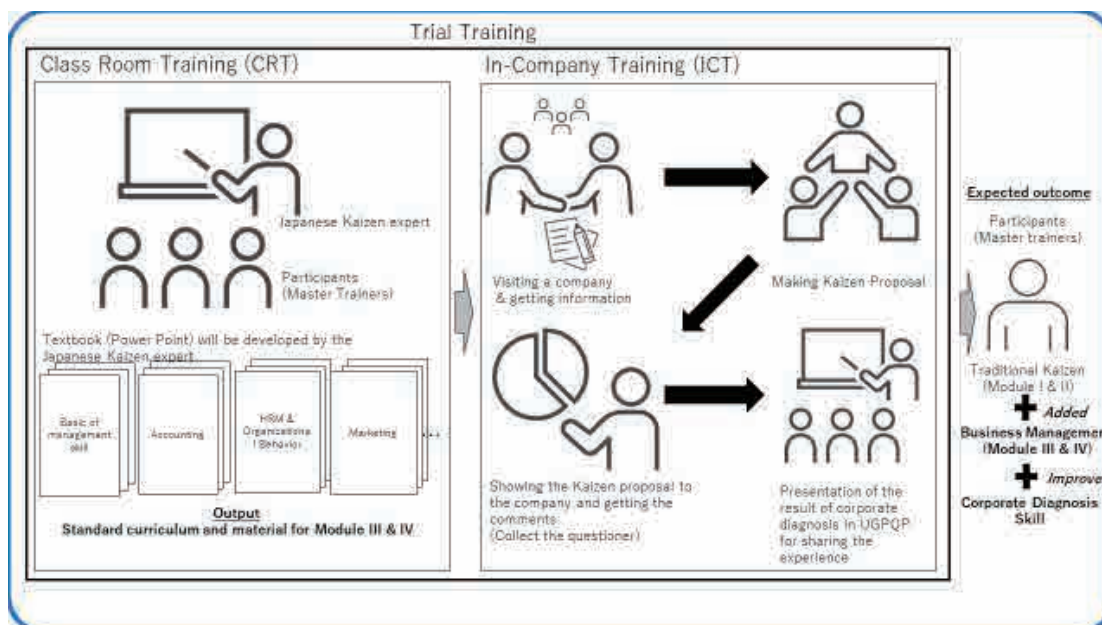 Trial Training
Class Room Training (CRT)
Japanese Kaizen expert
Participants
(Master Trainers)
Textbook (Power Point) will be developed by the
Japanese Kaizen expert
Basic of
management
skill
Accounting
HRM &
Organizationa
l Behavior
Marketing
...
Output
Standard curriculum and material for Module III & IV
In-Company Training (ICT)
Visiting a company
& getting information
Making Kaizen Proposal
Showing the Kaizen proposal to
the company and getting the
comments
(Collect the questioner)
Presentation of the
result of corporate
diagnosis in UGPQP
for sharing the
experience
Expected outcome
Participants
(Master trainers)
Traditional Kaizen
(Module I & II)
Added
Business Management
(Module III & IV)
Improve
Corporate Diagnosis
Skill